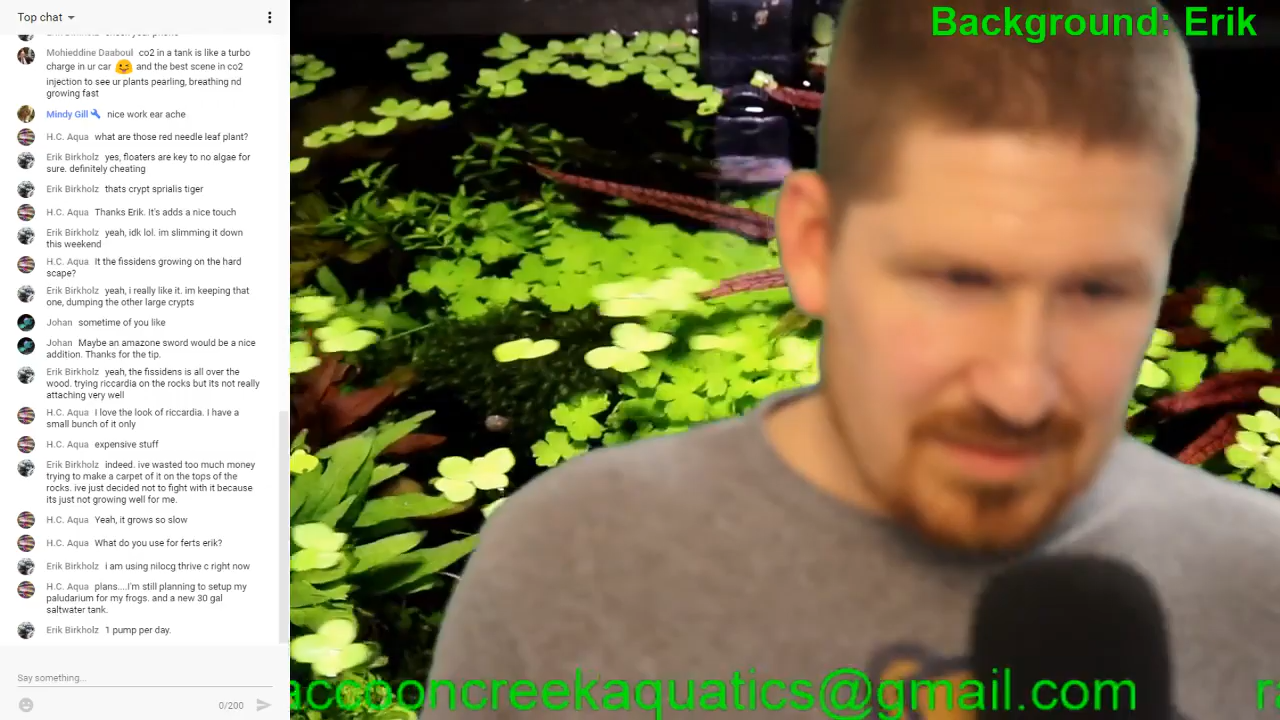 Top chat
Mohieddine Daaboul co2 in a tank is like a turbo
charge in ur car 🤗 and the best scene in co2
injection to see ur plants pearling, breathing nd
growing fast
Mindy Gill nice work ear ache
H.C. Aqua what are those red needle leaf plant?
Erik Birkholz yes, floaters are key to no algae for
sure. definitely cheating
Erik Birkholz thats crypt sprialis tiger
H.C. Aqua Thanks Erik. It's adds a nice touch
Erik Birkholz yeah, idk lol. im slimming it down
this weekend
H.C. Aqua It the fissidens growing on the hard
scape?
Erik Birkholz yeah, i really like it. im keeping that
one, dumping the other large crypts
Johan sometime of you like
Johan Maybe an amazone sword would be a nice
addition. Thanks for the tip.
Erik Birkholz yeah, the fissidens is all over the
wood. trying riccardia on the rocks but its not really
attaching very well
H.C. Aqua I love the look of riccardia. I have a
small bunch of it only
H.C. Aqua expensive stuff
Erik Birkholz indeed. ive wasted too much money
trying to make a carpet of it on the tops of the
rocks. ive just decided not to fight with it because
its just not growing well for me.
H.C. Aqua Yeah, it grows so slow
H.C. Aqua What do you use for ferts erik?
Erik Birkholz i am using nilocg thrive c right now
H.C. Aqua plans....I'm still planning to setup my
paludarium for my frogs. and a new 30 gal
saltwater tank.
Erik Birkholz 1 pump per day.
Say something...
0/200
Background: Erik
accooncreekaquatics@gmail.com ra